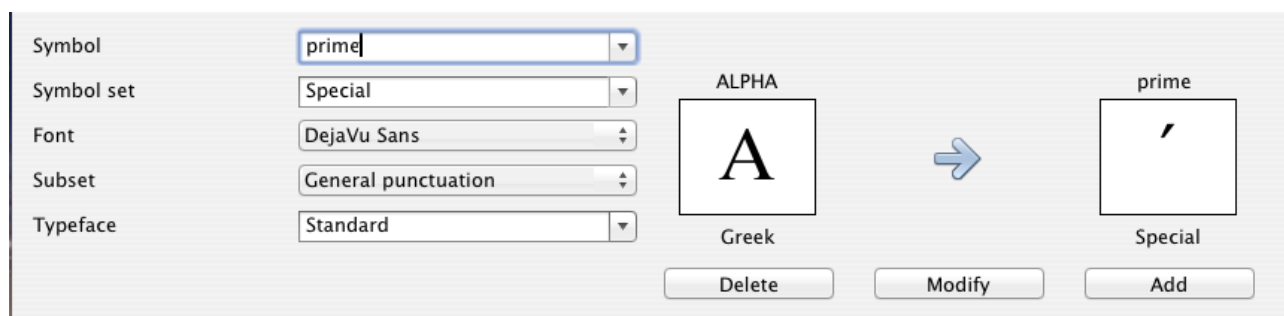 Symbol prime
Symbol set Special
Font DejaVu Sans
Subset General punctuation
Typeface Standard
ALPHA
A
Greek
prime
′
Special
Delete Modify Add